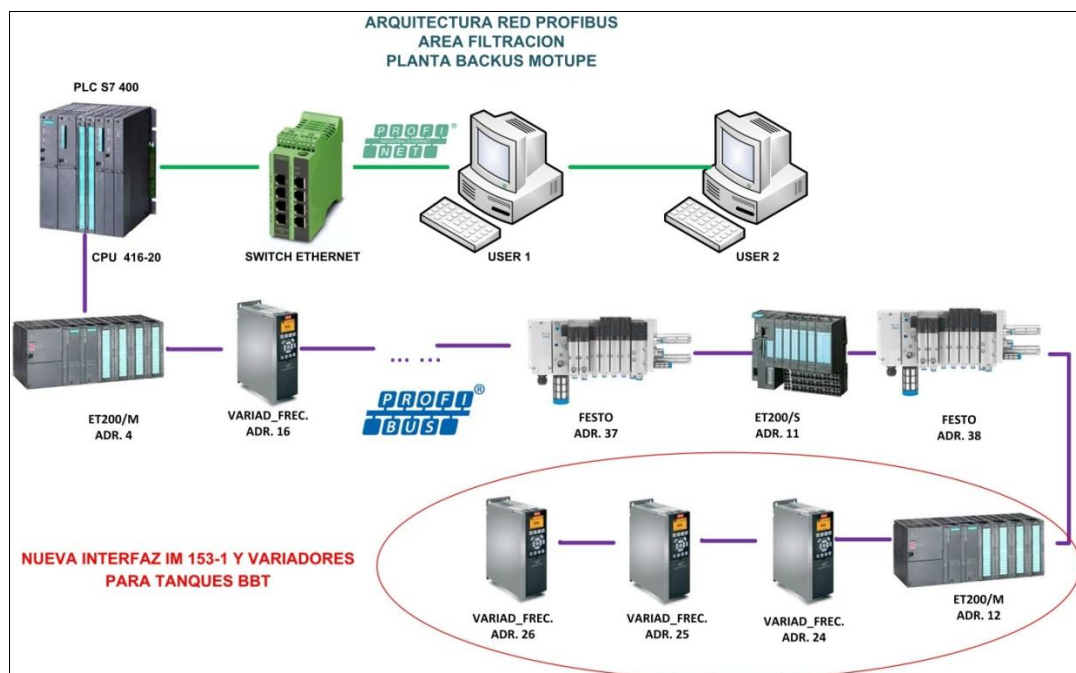 ARQUITECTURA RED PROFIBUS
AREA FILTRACION
PLANTA BACKUS MOTUPE
PLC S7 400
PROFI
NET
CPU  416-20
SWITCH ETHERNET
USER 1
USER 2
ET200/M
ADR. 4
VARIAD_FREC.
ADR. 16
... ...
PROFI
BUS
FESTO
ADR. 37
ET200/S
ADR. 11
FESTO
ADR. 38
NUEVA INTERFAZ IM 153-1 Y VARIADORES
PARA TANQUES BBT
VARIAD_FREC.
ADR. 26
VARIAD_FREC.
ADR. 25
VARIAD_FREC.
ADR. 24
ET200/M
ADR. 12